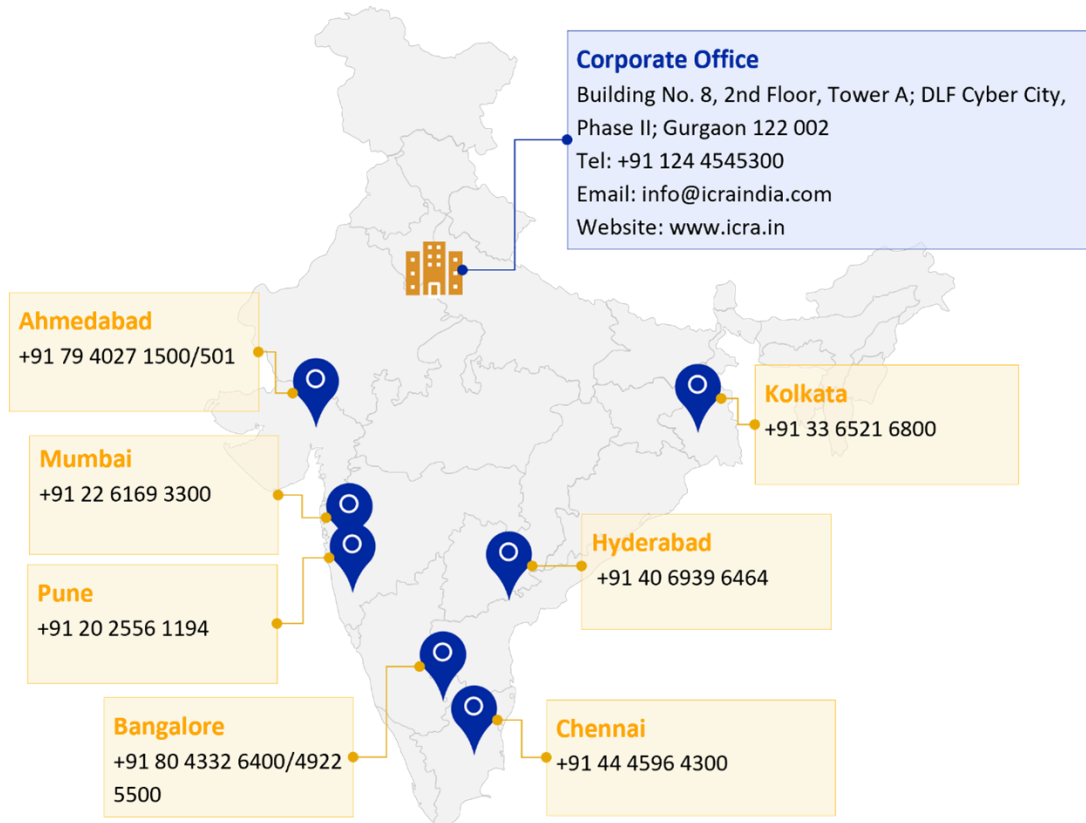 Corporate Office
Building No. 8, 2nd Floor, Tower A; DLF Cyber City,
Phase II; Gurgaon 122 002
Tel: +91 124 4545300
Email: info@icraindia.com
Website: www.icra.in
Ahmedabad
+91 79 4027 1500/501
Kolkata
+91 33 6521 6800
Mumbai
+91 22 6169 3300
Hyderabad
+91 40 6939 6464
Pune
+91 20 2556 1194
Bangalore
+91 80 4332 6400/4922
5500
Chennai
+91 44 4596 4300